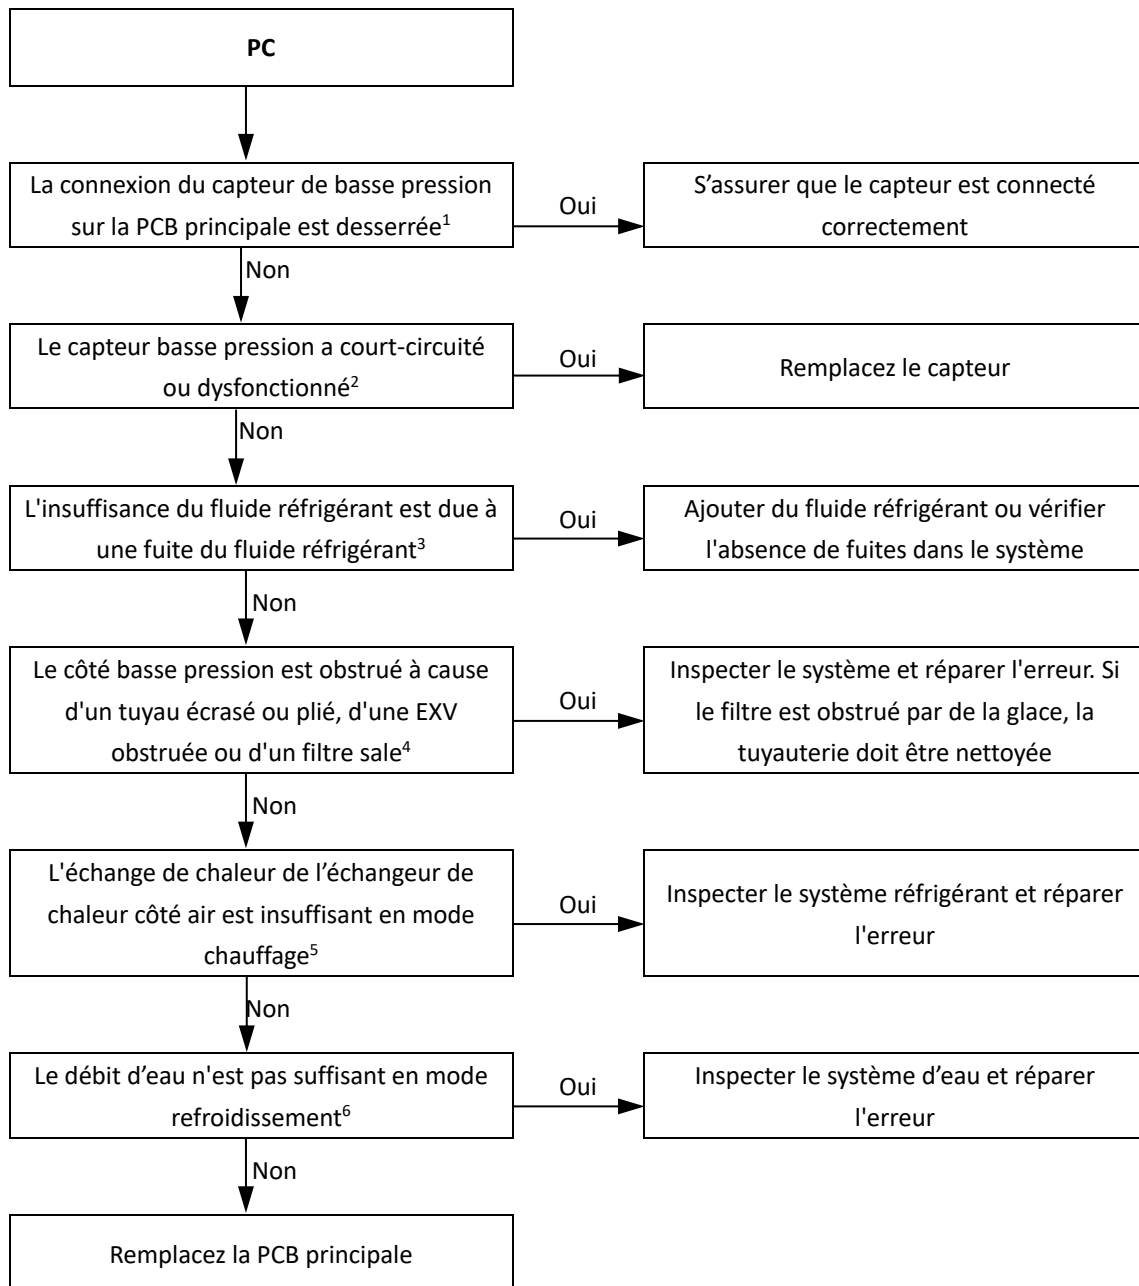 PC
La connexion du capteur de basse pression
sur la PCB principale est desserrée¹
Oui
S’assurer que le capteur est connecté
correctement
Non
Le capteur basse pression a court-circuité
ou dysfonctionné²
Oui
Remplacez le capteur
Non
L'insuffisance du fluide réfrigérant est due à
une fuite du fluide réfrigérant³
Oui
Ajouter du fluide réfrigérant ou vérifier
l'absence de fuites dans le système
Non
Le côté basse pression est obstrué à cause
d'un tuyau écrasé ou plié, d'une EXV
obstruée ou d'un filtre sale⁴
Oui
Inspecter le système et réparer l'erreur. Si
le filtre est obstrué par de la glace, la
tuyauterie doit être nettoyée
Non
L'échange de chaleur de l’échangeur de
chaleur côté air est insuffisant en mode
chauffage⁵
Oui
Inspecter le système réfrigérant et réparer
l'erreur
Non
Le débit d’eau n'est pas suffisant en mode
refroidissement⁶
Oui
Inspecter le système d’eau et réparer
l'erreur
Non
Remplacez la PCB principale